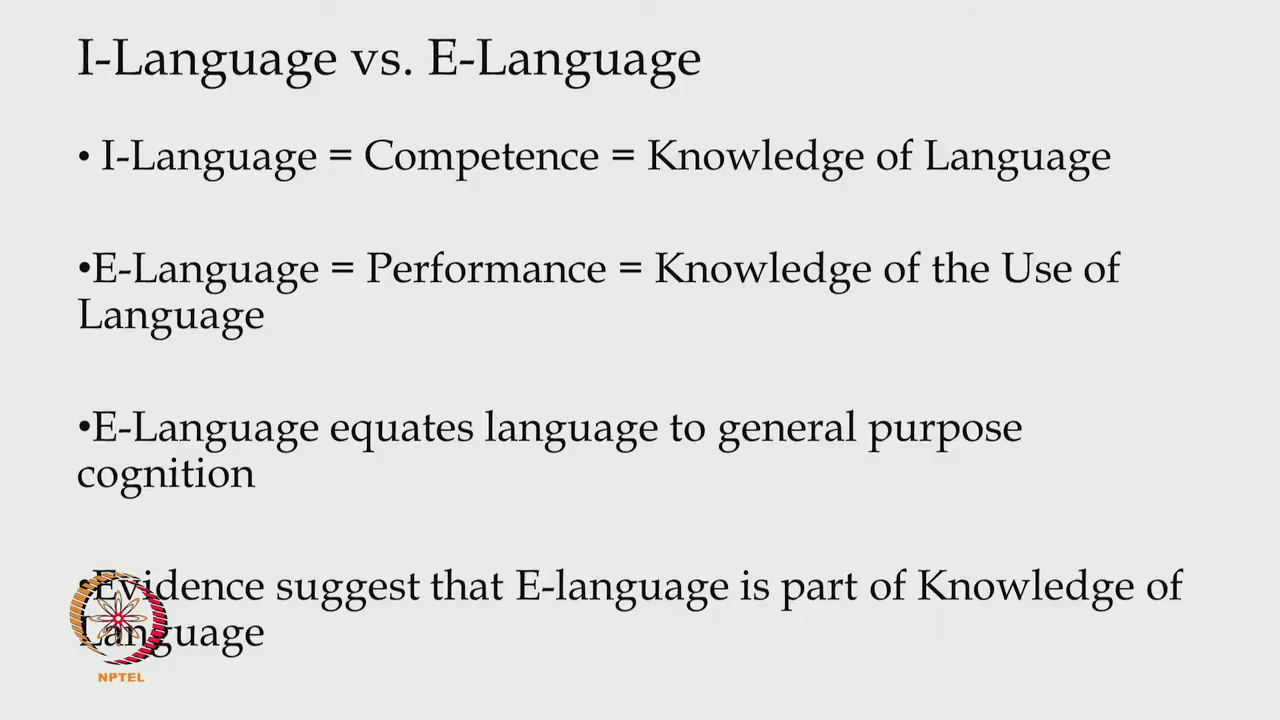 I-Language vs. E-Language
• I-Language = Competence = Knowledge of Language
•E-Language = Performance = Knowledge of the Use of
Language
•E-Language equates language to general purpose
cognition
•Evidence suggest that E-language is part of Knowledge of
Language
NPTEL